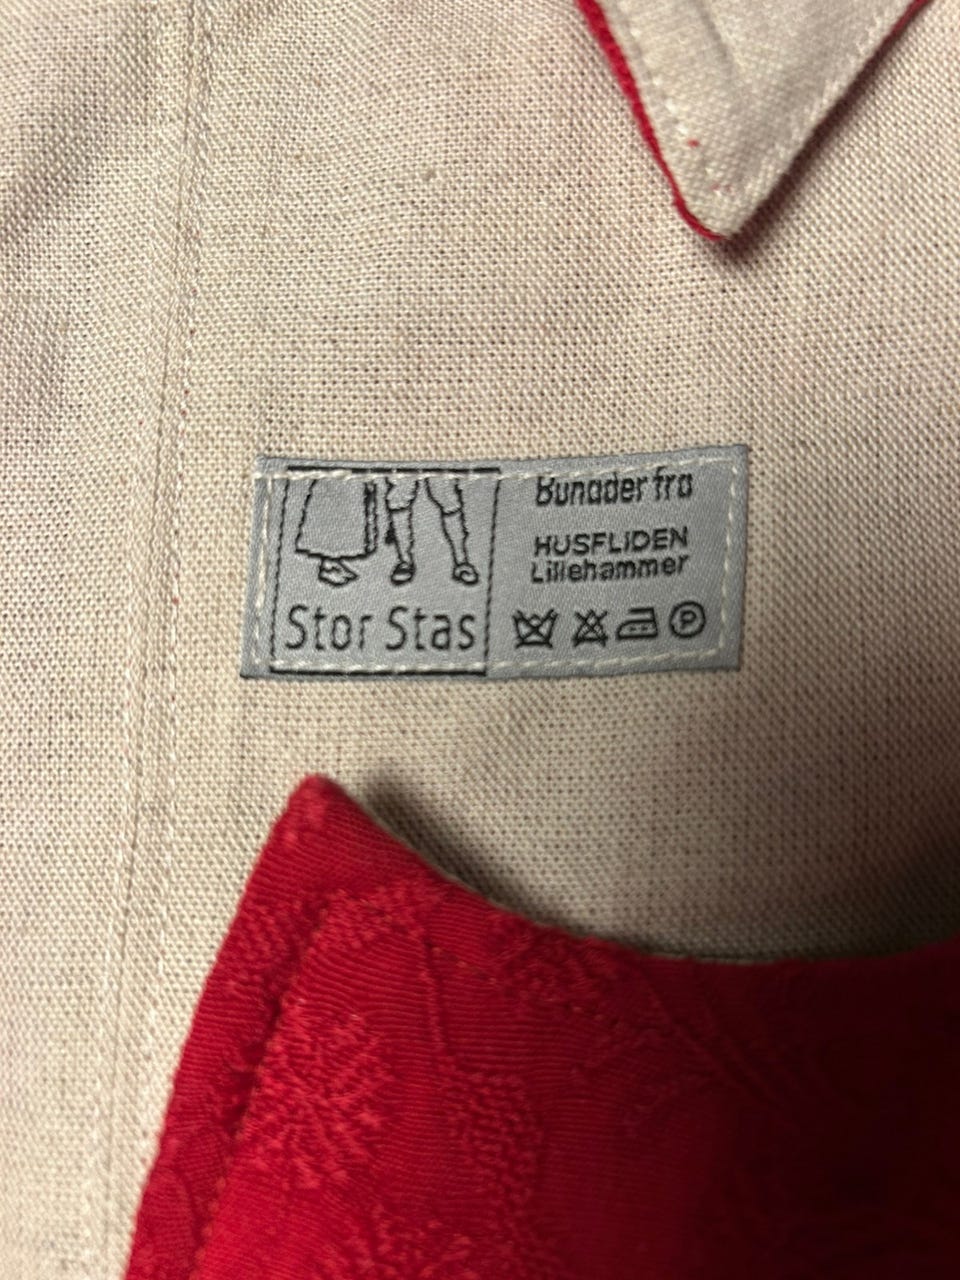 Bunader fra
HUSFLIDEN
Lillehammer
Stor Stas
P